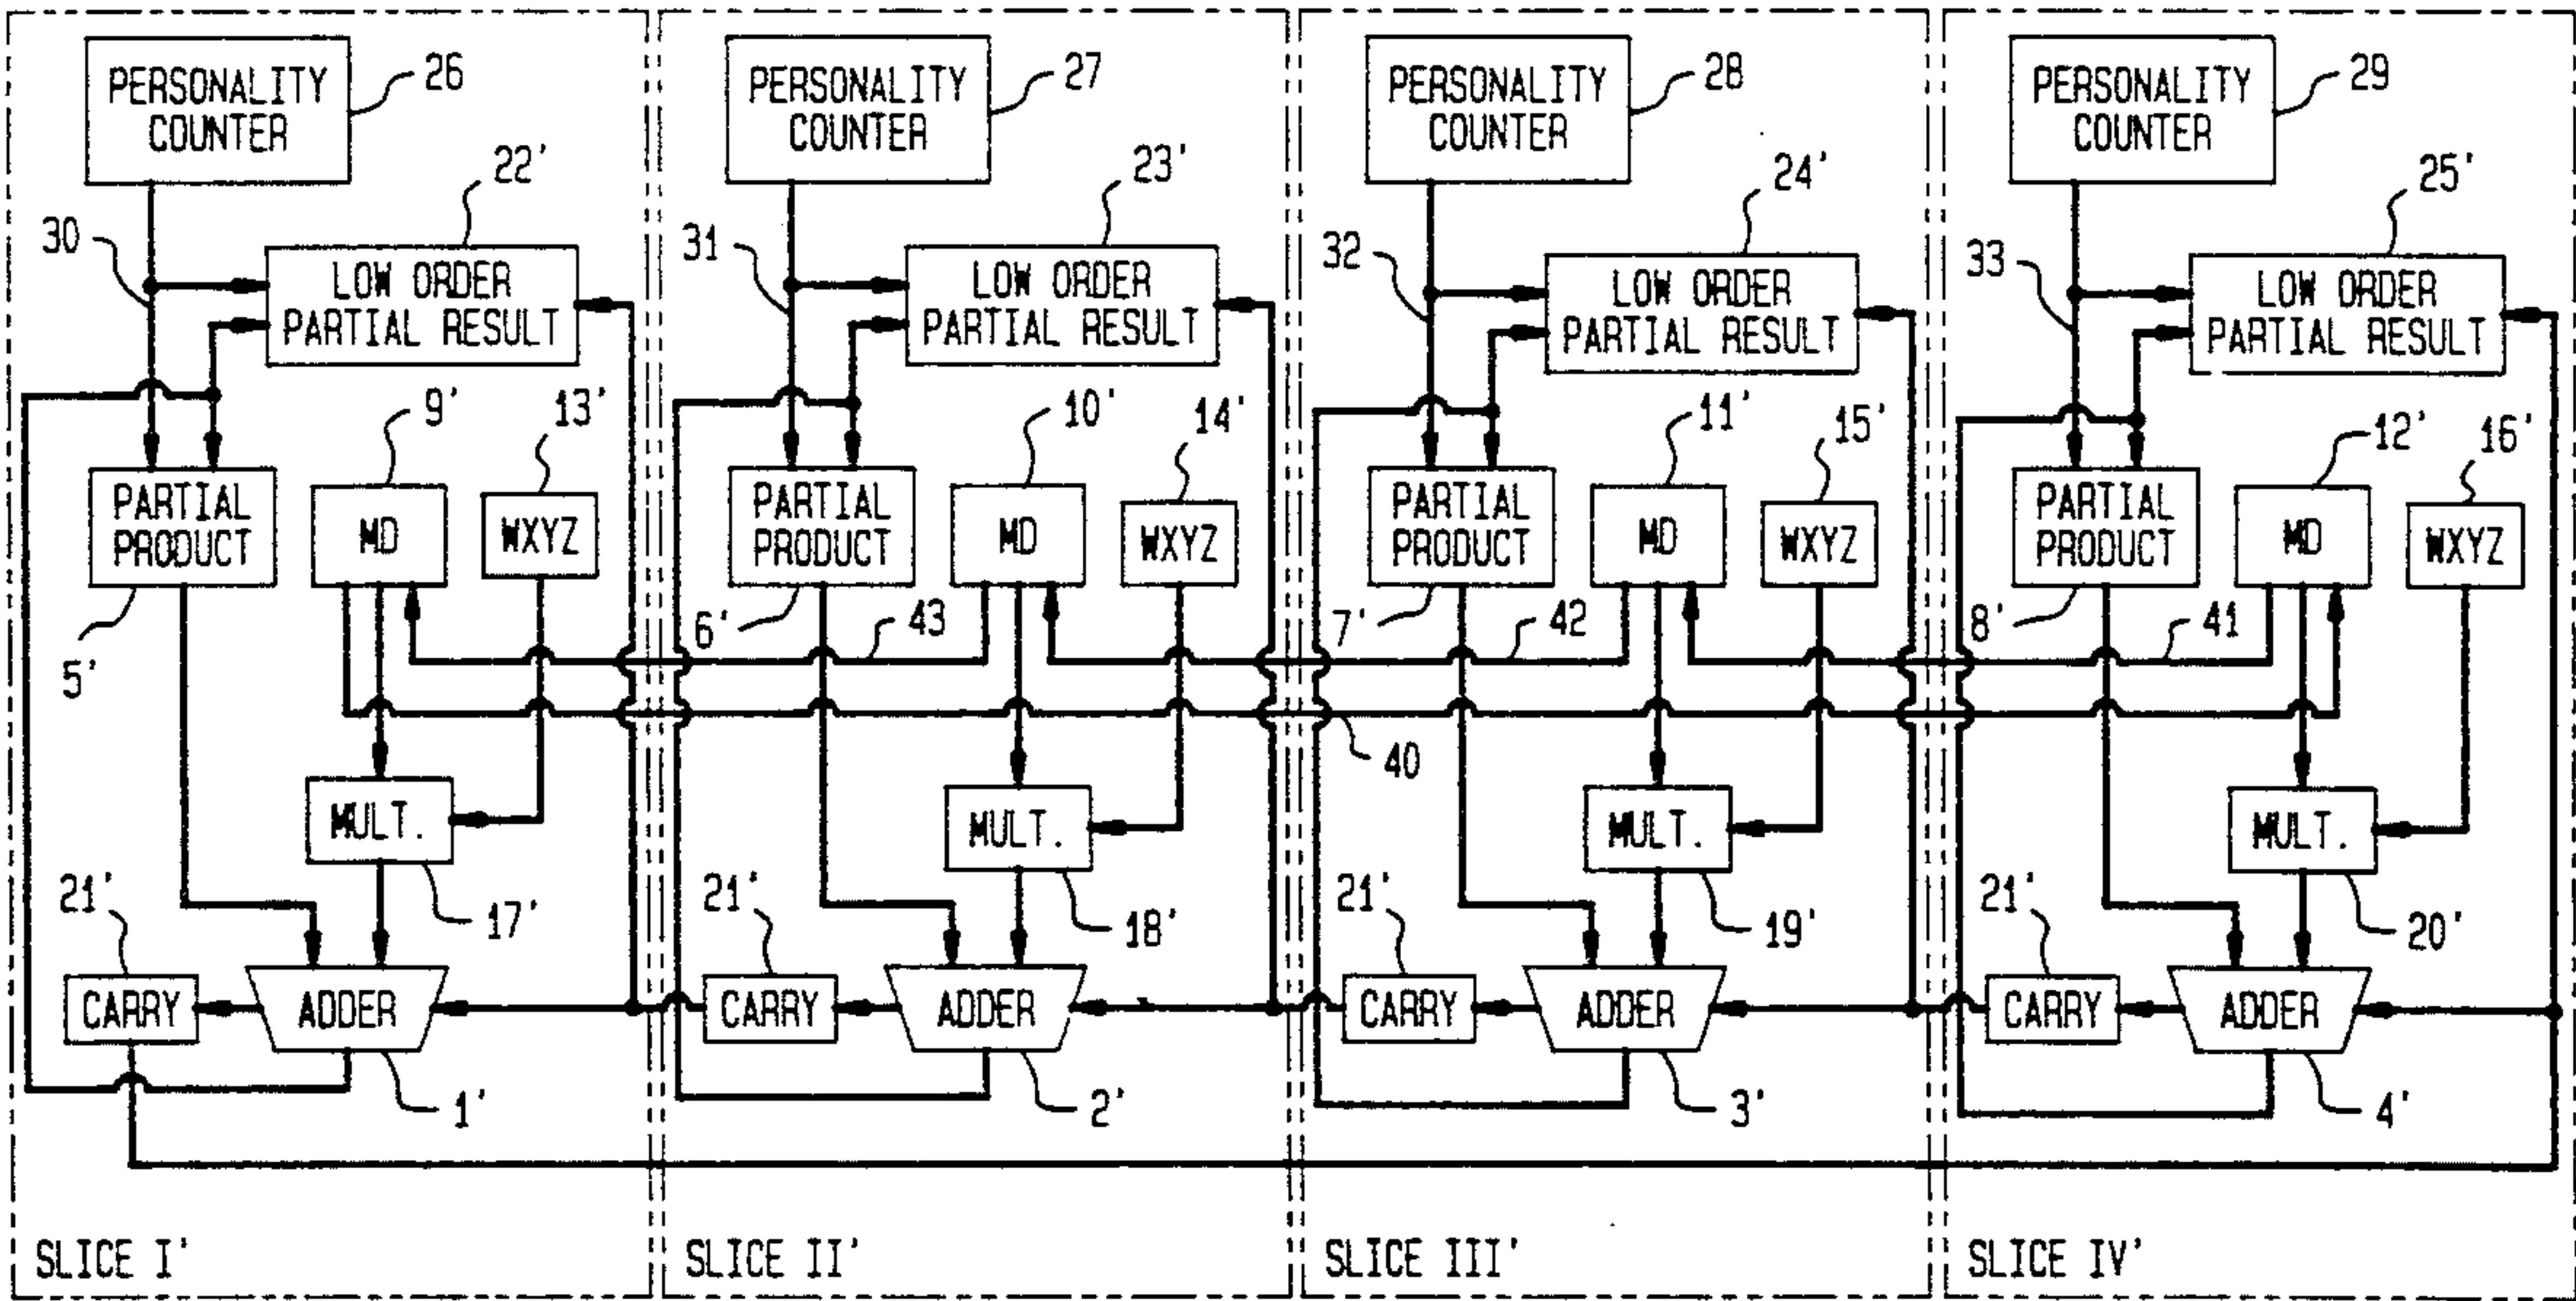 PERSONALITY
COUNTER
26
PERSONALITY
COUNTER
27
PERSONALITY
COUNTER
28
PERSONALITY
COUNTER
29
22'
23'
24'
25'
30
LOW ORDER
PARTIAL RESULT
31
LOW ORDER
PARTIAL RESULT
32
LOW ORDER
PARTIAL RESULT
33
LOW ORDER
PARTIAL RESULT
9'
13'
10'
14'
11'
15'
12'
16'
PARTIAL
PRODUCT
MD
WXYZ
PARTIAL
PRODUCT
MD
WXYZ
PARTIAL
PRODUCT
MD
WXYZ
PARTIAL
PRODUCT
MD
WXYZ
5'
6'
43
7'
42
8'
41
40
MULT.
MULT.
MULT.
MULT.
21'
17'
21'
18'
21'
19'
21'
20'
CARRY
ADDER
CARRY
ADDER
CARRY
ADDER
CARRY
ADDER
1'
2'
3'
4'
SLICE I'
SLICE II'
SLICE III'
SLICE IV'